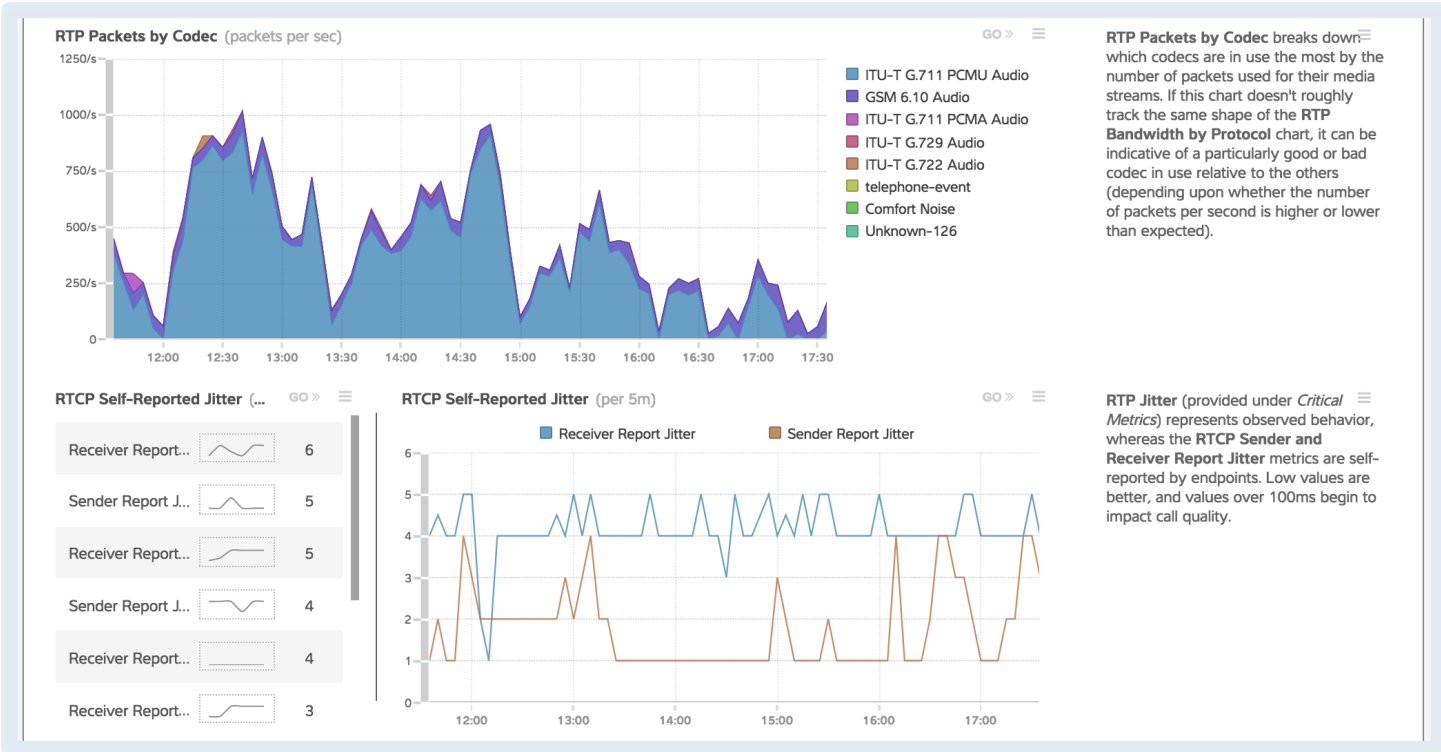 RTP Packets by Codec (packets per sec)
GO »
1250/s
1000/s
750/s
500/s
250/s
0
12:00
12:30
13:00
13:30
14:00
14:30
15:00
15:30
16:00
16:30
17:00
17:30
ITU-T G.711 PCMU Audio
GSM 6.10 Audio
ITU-T G.711 PCMA Audio
ITU-T G.729 Audio
ITU-T G.722 Audio
telephone-event
Comfort Noise
Unknown-126
RTP Packets by Codec breaks down
which codecs are in use the most by the
number of packets used for their media
streams. If this chart doesn't roughly
track the same shape of the RTP
Bandwidth by Protocol chart, it can be
indicative of a particularly good or bad
codec in use relative to the others
(depending upon whether the number
of packets per second is higher or lower
than expected).
RTCP Self-Reported Jitter (...
GO »
Receiver Report... 6
Sender Report J... 5
Receiver Report... 5
Sender Report J... 4
Receiver Report... 4
Receiver Report... 3
RTCP Self-Reported Jitter (per 5m)
GO »
Receiver Report Jitter
Sender Report Jitter
6
5
4
3
2
1
0
12:00
13:00
14:00
15:00
16:00
17:00
RTP Jitter (provided under Critical
Metrics) represents observed behavior,
whereas the RTCP Sender and
Receiver Report Jitter metrics are self-
reported by endpoints. Low values are
better, and values over 100ms begin to
impact call quality.